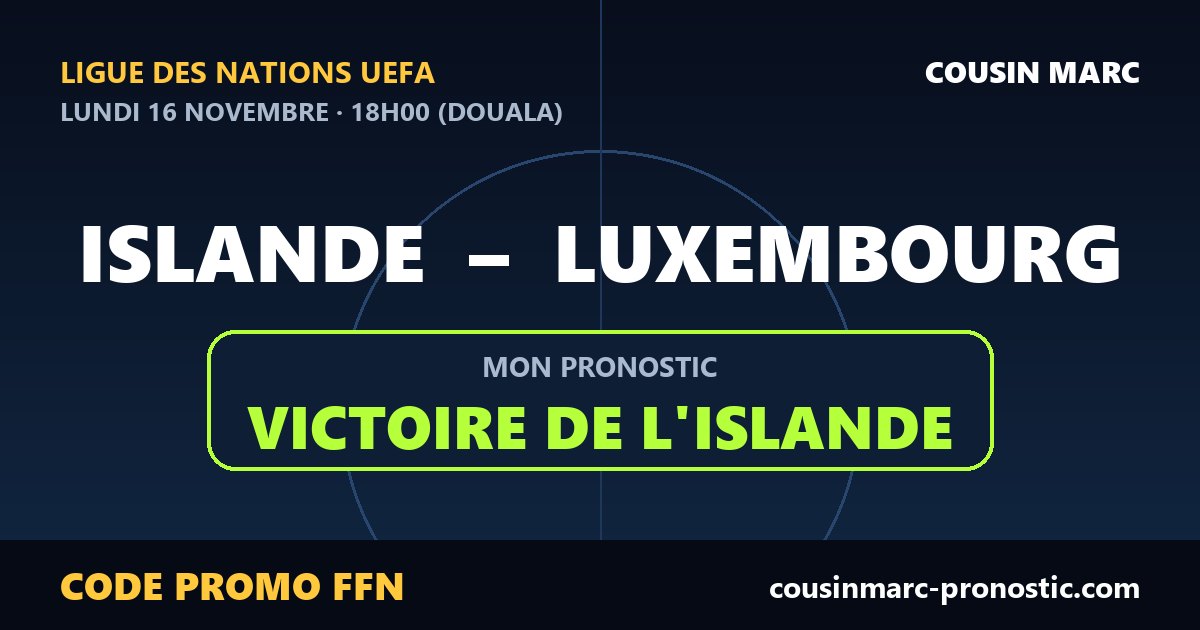 LIGUE DES NATIONS UEFA
COUSIN MARC
LUNDI 16 NOVEMBRE · 18H00 (DOUALA)
ISLANDE – LUXEMBOURG
MON PRONOSTIC
VICTOIRE DE L'ISLANDE
CODE PROMO FFN
cousinmarc-pronostic.com